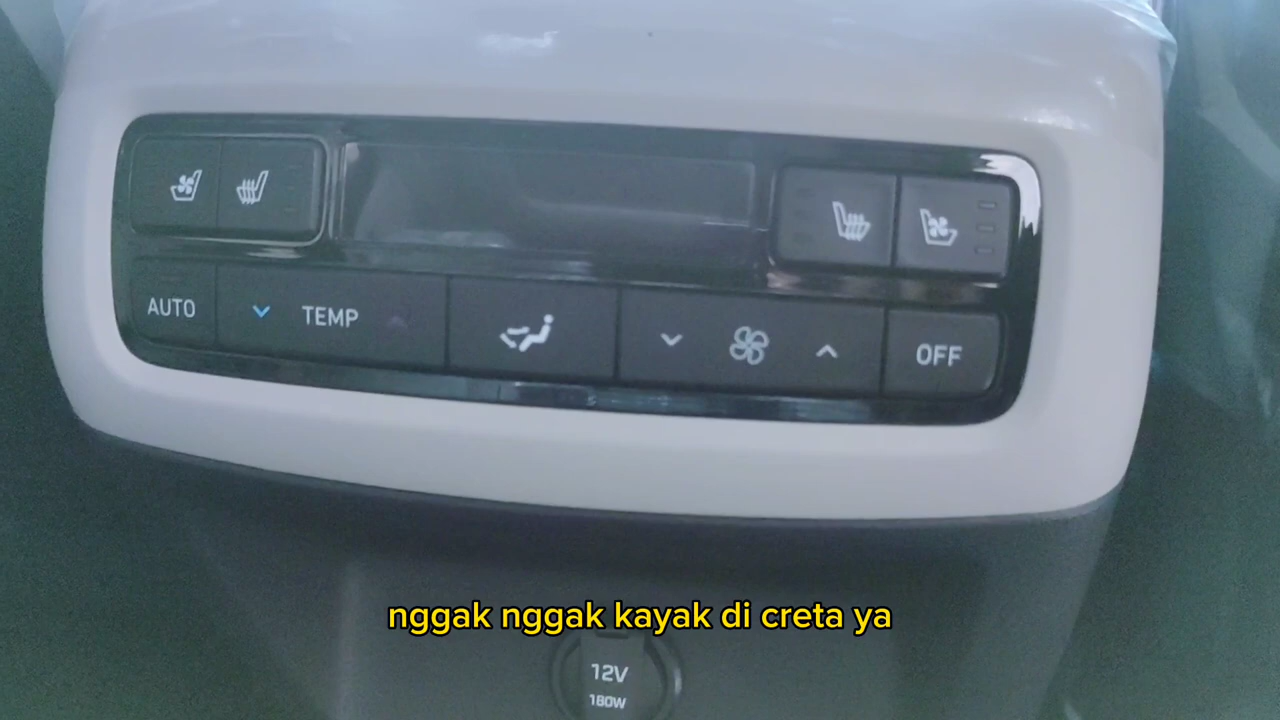 AUTO
TEMP
OFF
nggak nggak kayak di creta ya
12V
180W